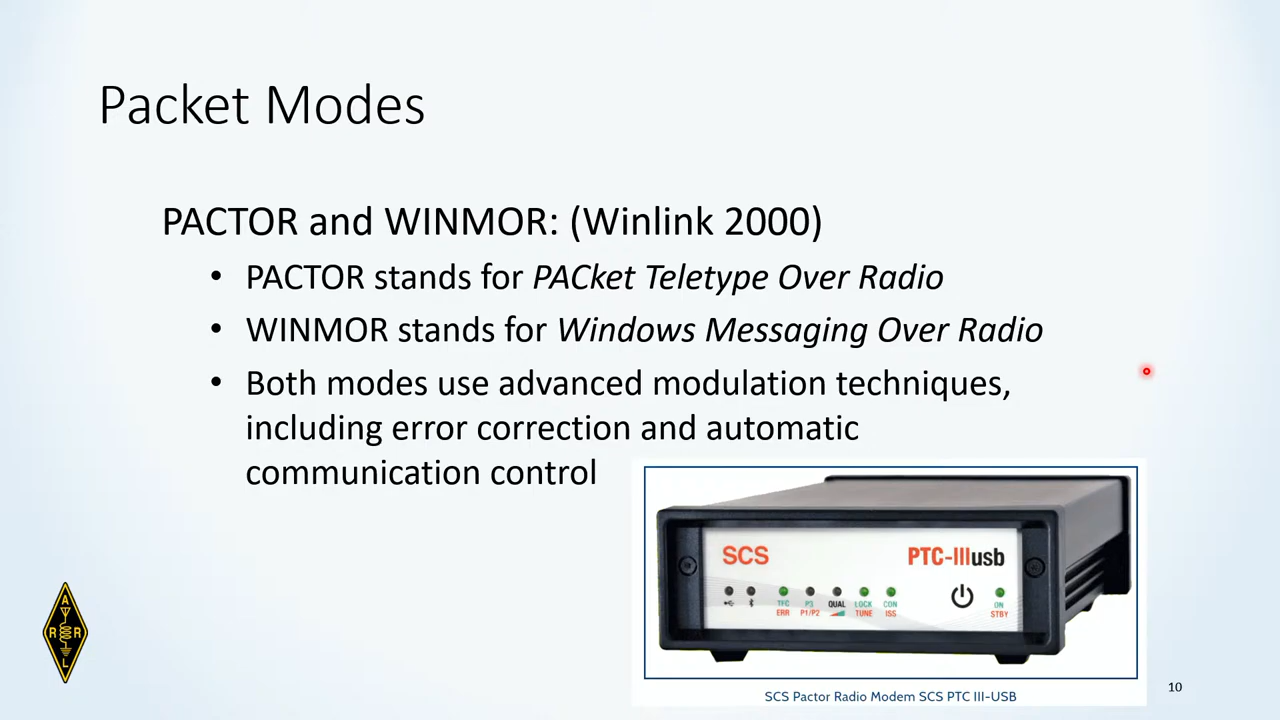 Packet Modes
PACTOR and WINMOR: (Winlink 2000)
• PACTOR stands for PACket Teletype Over Radio
• WINMOR stands for Windows Messaging Over Radio
• Both modes use advanced modulation techniques,
including error correction and automatic
communication control
SCS PTC-IIIusb
TFC P3 QUAL LOCK CON ON
ERR P1/P2 TUNE ISS STBY
A
R R
L
SCS Pactor Radio Modem SCS PTC III-USB
10